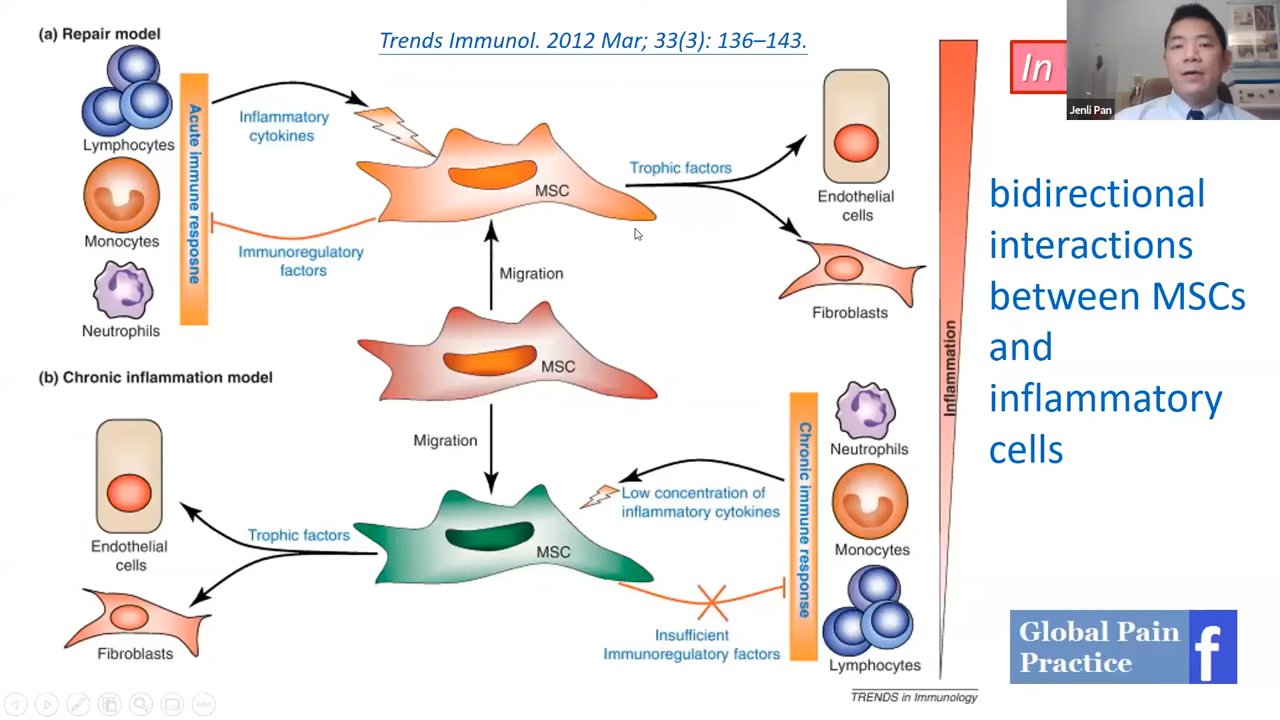 (a) Repair model
Trends Immunol. 2012 Mar; 33(3): 136–143.
In
Jenli Pan
Lymphocytes
Monocytes
Neutrophils
Acute immune resposne
Inflammatory
cytokines
Immunoregulatory
factors
MSC
Trophic factors
Endothelial
cells
Fibroblasts
Migration
MSC
(b) Chronic inflammation model
Migration
Endothelial
cells
Fibroblasts
Trophic factors
MSC
Low concentration of
inflammatory cytokines
Insufficient
Immunoregulatory factors
Chronic immune response
Neutrophils
Monocytes
Lymphocytes
Inflammation
TRENDS in Immunology
bidirectional
interactions
between MSCs
and
inflammatory
cells
Global Pain
Practice
f